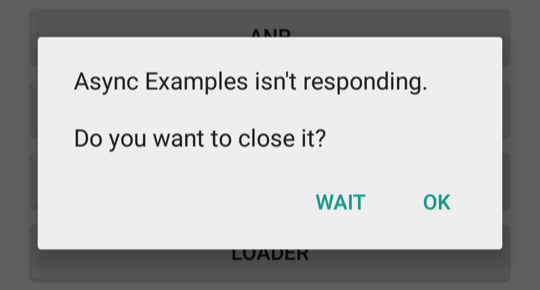 ANR
Async Examples isn't responding.
Do you want to close it?
WAIT OK
LOADER